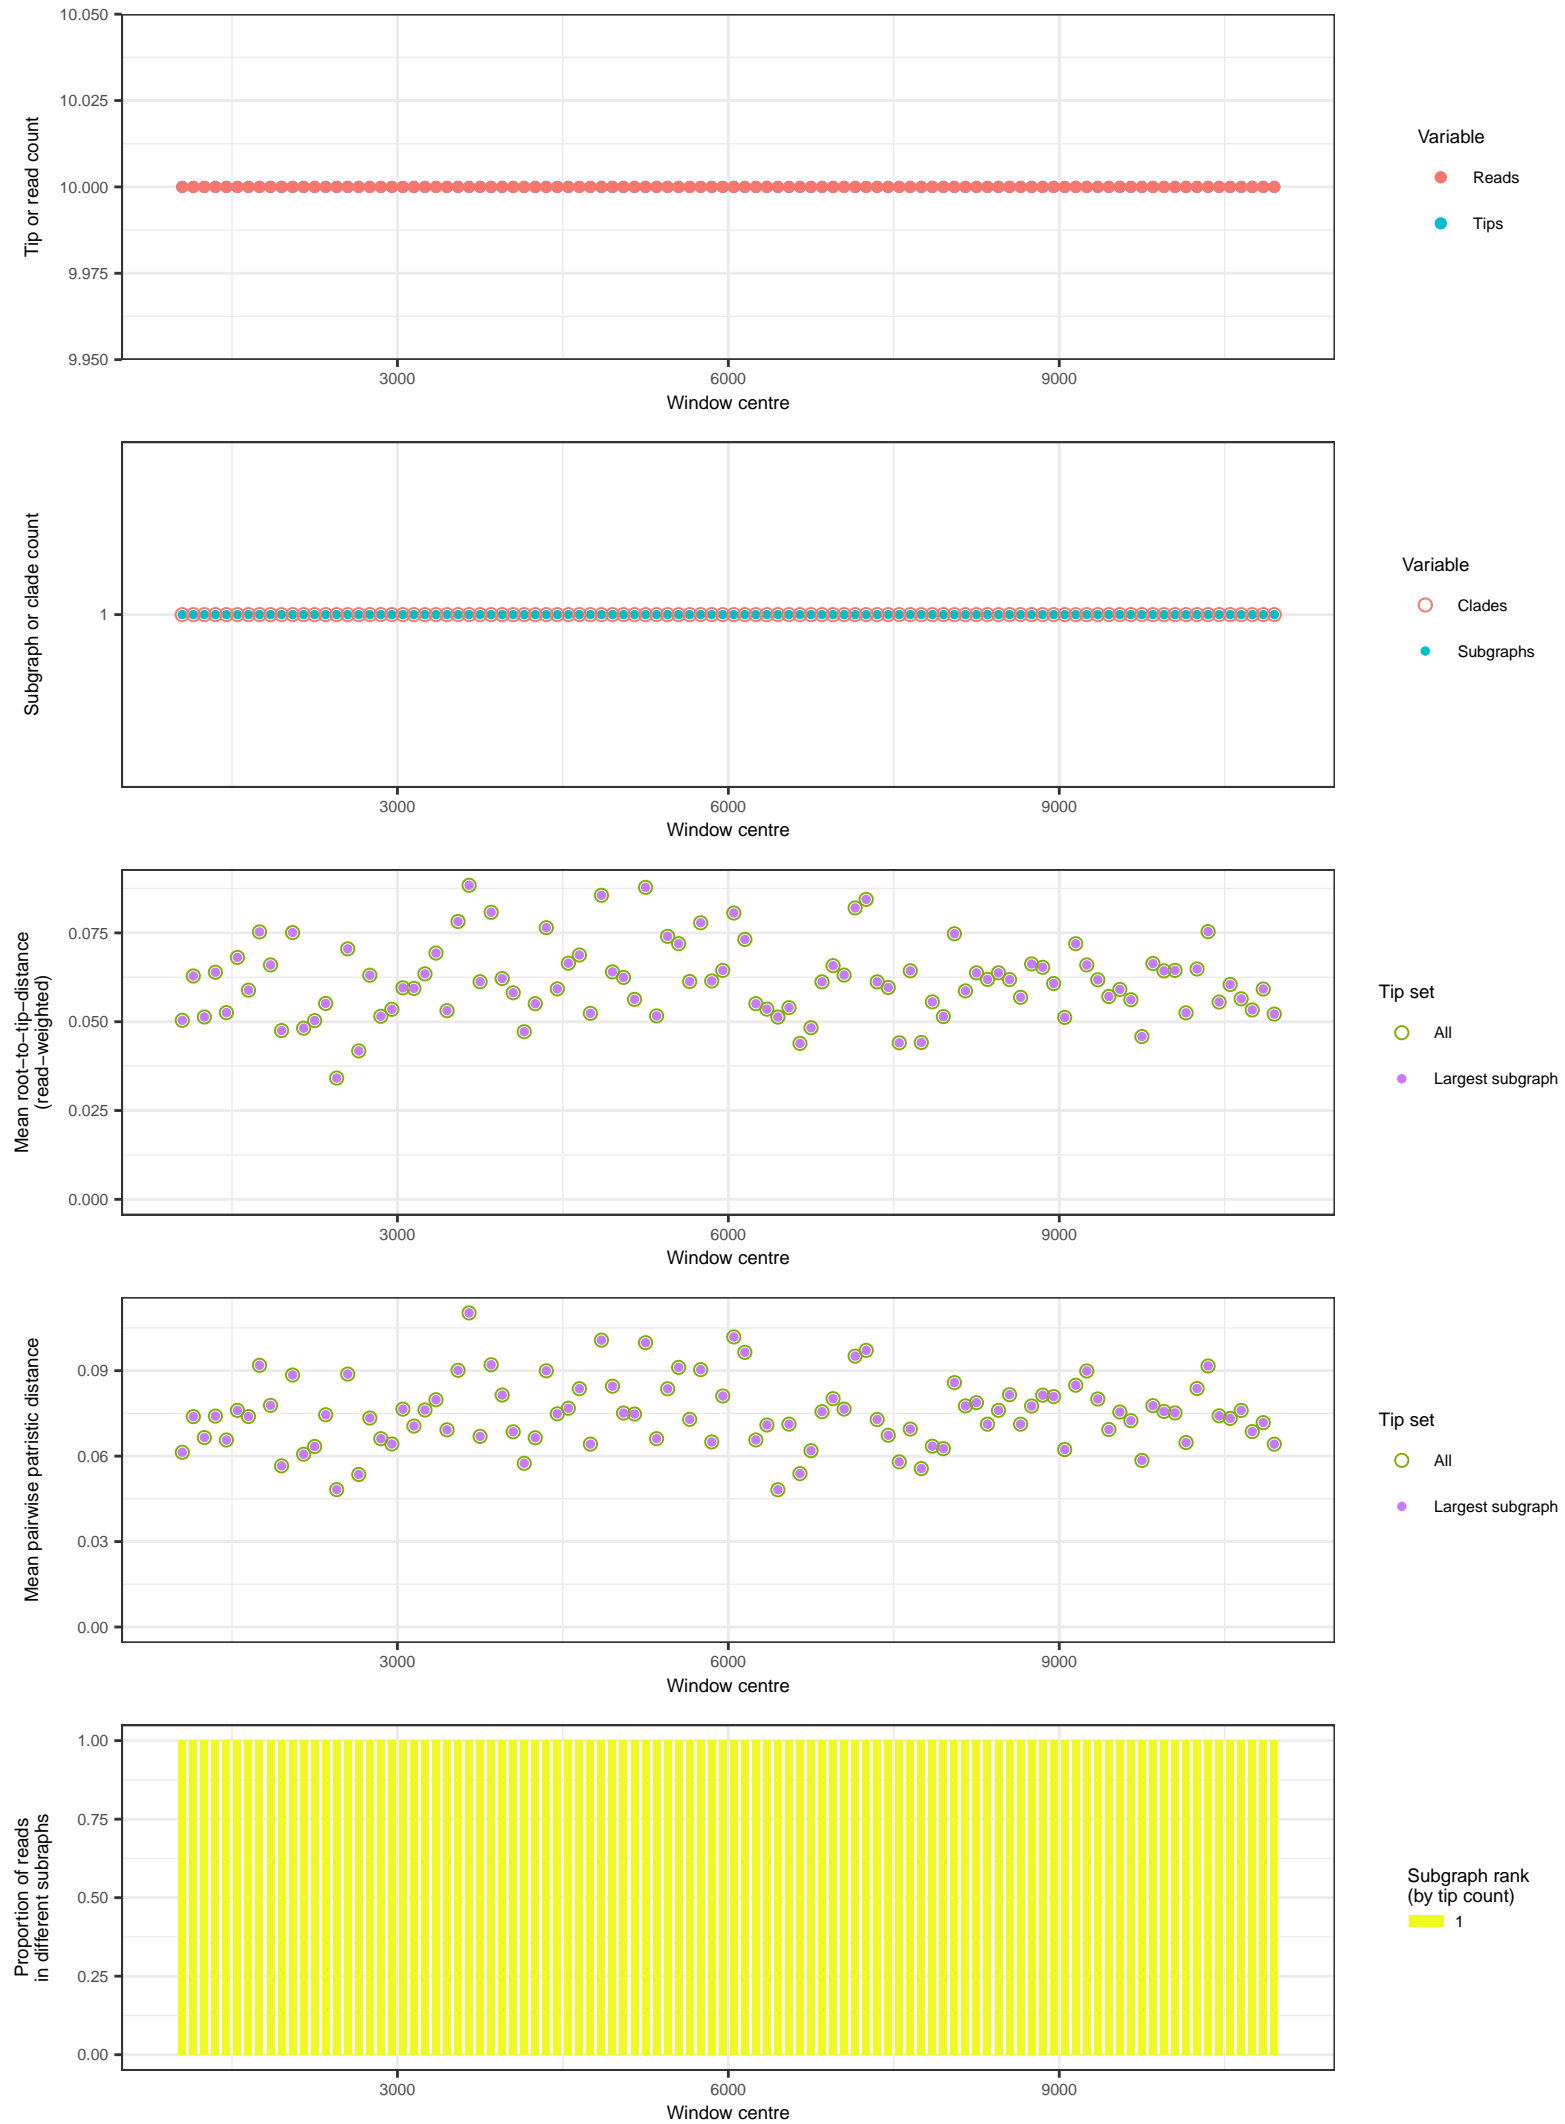 10.050
10.025
10.000
9.975
9.950
Tip or read count
3000
6000
9000
Window centre
Variable
Reads
Tips
1
Subgraph or clade count
3000
6000
9000
Window centre
Variable
Clades
Subgraphs
0.075
0.050
0.025
0.000
Mean root−to−tip−distance
(read−weighted)
3000
6000
9000
Window centre
Tip set
All
Largest subgraph
0.09
0.06
0.03
0.00
Mean pairwise patristic distance
3000
6000
9000
Window centre
Tip set
All
Largest subgraph
1.00
0.75
0.50
0.25
0.00
Proportion of reads
in different subraphs
3000
6000
9000
Window centre
Subgraph rank
(by tip count)
1